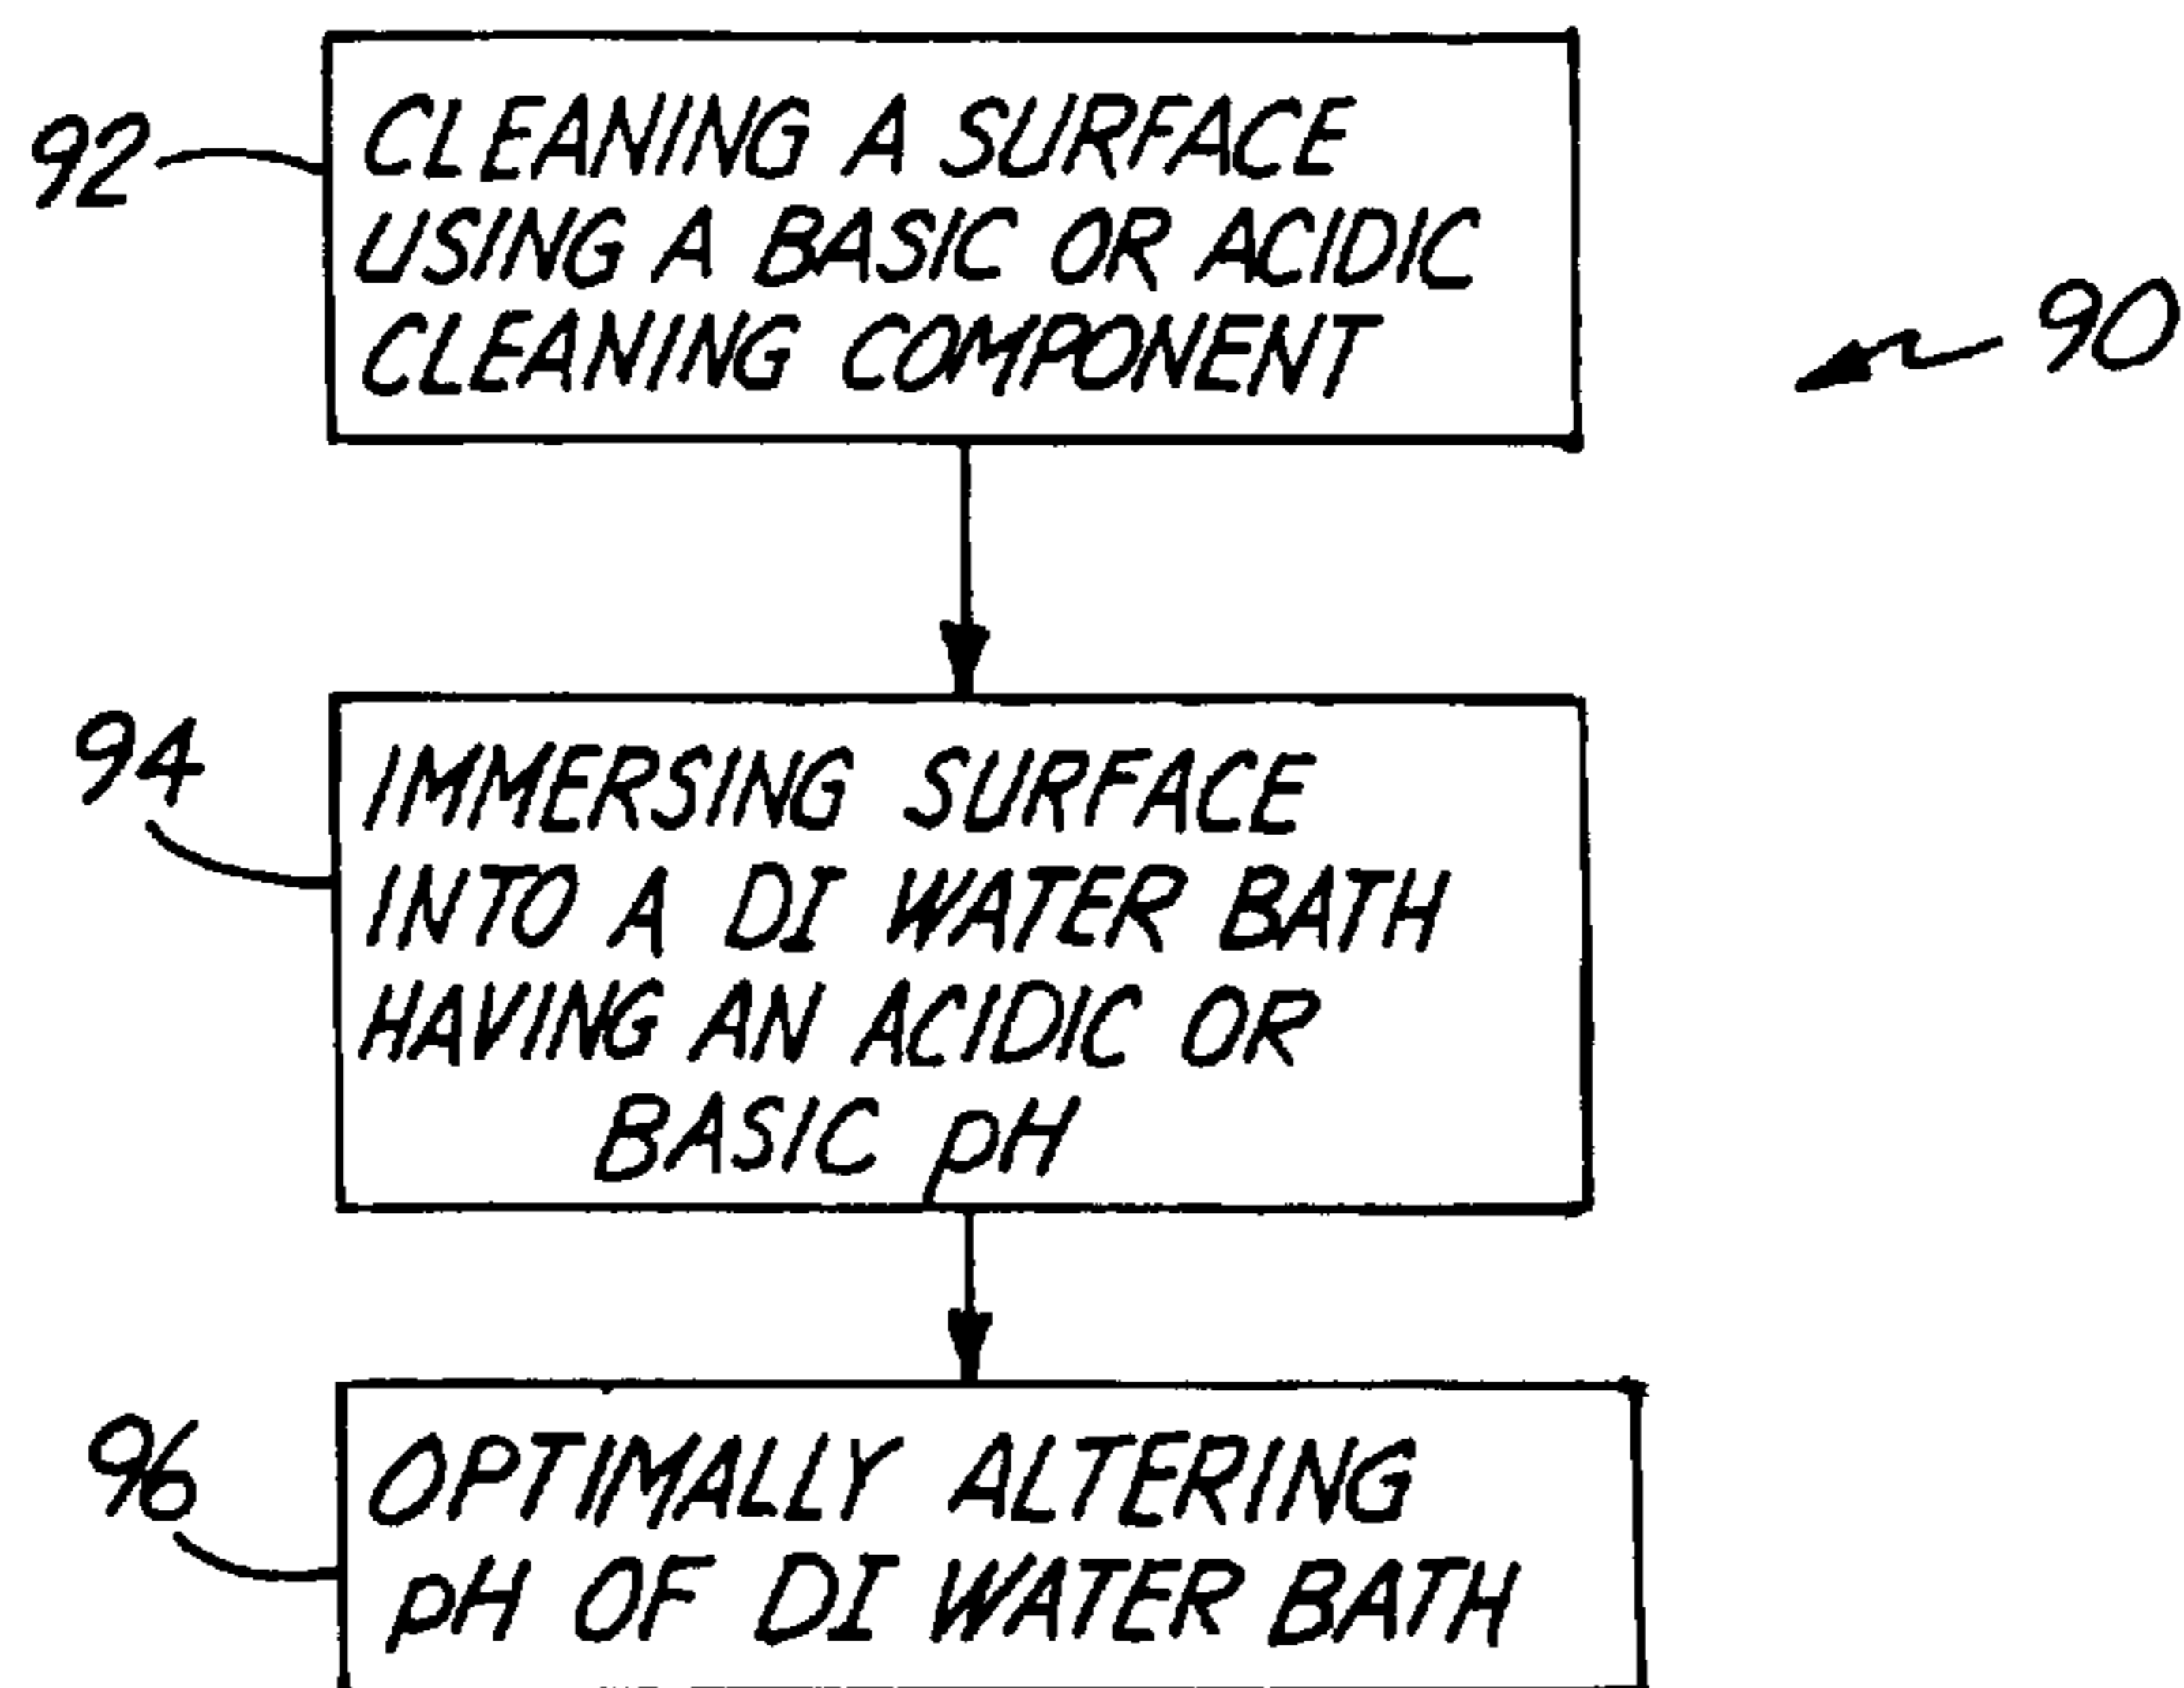 92
CLEANING A SURFACE
USING A BASIC OR ACIDIC
CLEANING COMPONENT
90
94
IMMERSING SURFACE
INTO A DI WATER BATH
HAVING AN ACIDIC OR
BASIC pH
96
OPTIMALLY ALTERING
pH OF DI WATER BATH